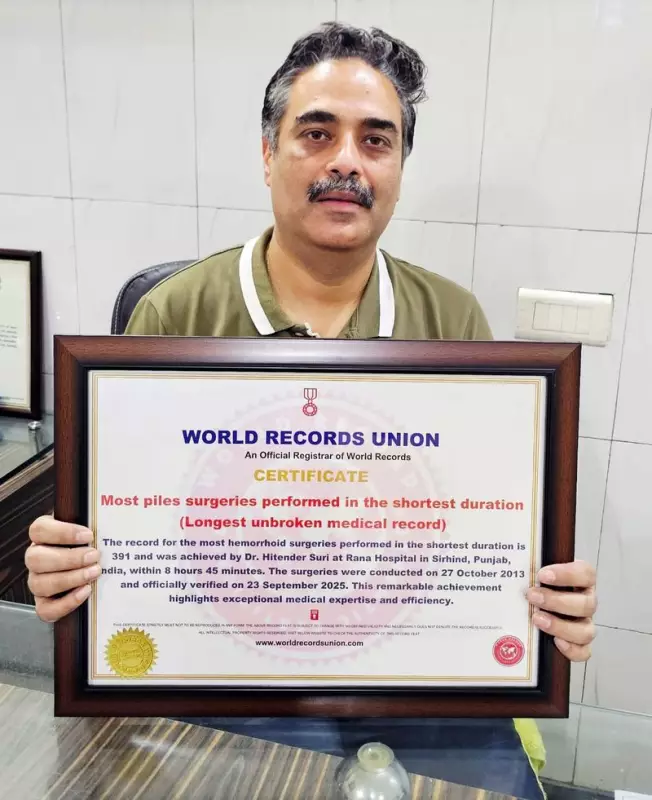 WORLD RECORDS UNION
An Official Registrar of World Records
CERTIFICATE
Most piles surgeries performed in the shortest duration
(Longest unbroken medical record)
The record for the most hemorrhoid surgeries performed in the shortest duration is
391 and was achieved by Dr. Hitender Suri at Rana Hospital in Sirhind, Punjab,
ndia, within 8 hours 45 minutes. The surgeries were conducted on 27 October 2013
and officially verified on 23 September 2025. This remarkable achievement
highlights exceptional medical expertise and efficiency.
www.worldrecordsunion.com